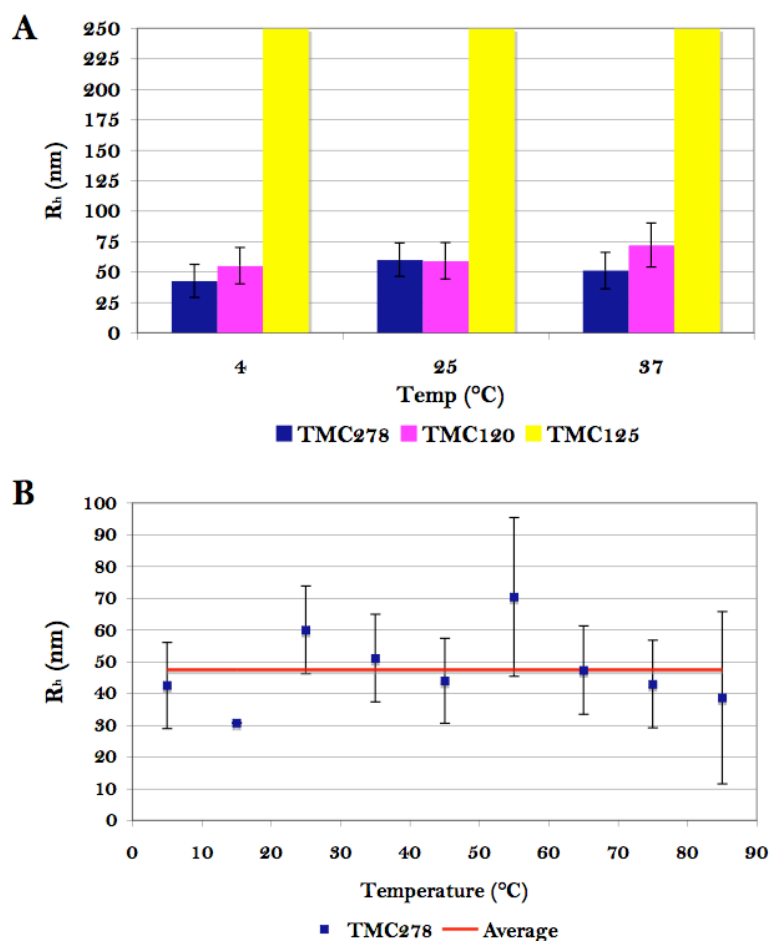 A
250
225
200
175
150
125
100
75
50
25
0
Rₕ (nm)
4 25 37
Temp (°C)
TMC278 TMC120 TMC125
B
100
90
80
70
60
50
40
30
20
10
0
Rₕ (nm)
0 10 20 30 40 50 60 70 80 90
Temperature (°C)
TMC278 Average